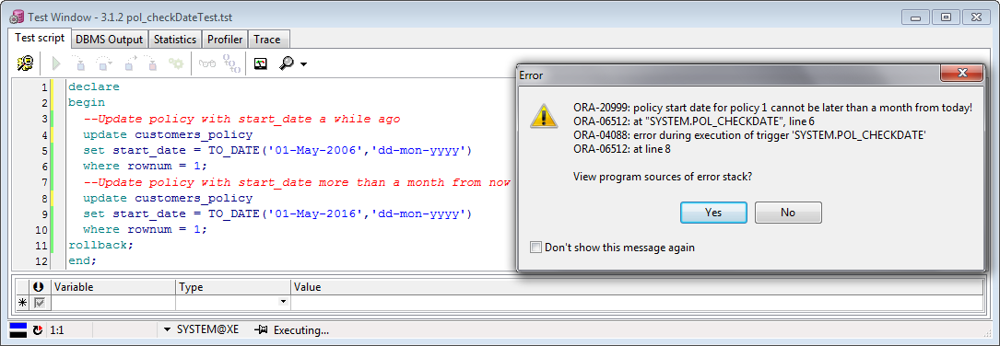 Test Window - 3.1.2 pol_checkDateTest.tst
Test script DBMS Output Statistics Profiler Trace
1 declare
2 begin
3 --Update policy with start_date a while ago
4 update customers_policy
5 set start_date = TO_DATE('01-May-2006','dd-mon-yyyy')
6 where rownum = 1;
7 --Update policy with start_date more than a month from now
8 update customers_policy
9 set start_date = TO_DATE('01-May-2016','dd-mon-yyyy')
10 where rownum = 1;
11 rollback;
12 end;
Error
ORA-20999: policy start date for policy 1 cannot be later than a month from today!
ORA-06512: at "SYSTEM.POL_CHECKDATE", line 6
ORA-04088: error during execution of trigger 'SYSTEM.POL_CHECKDATE'
ORA-06512: at line 8
View program sources of error stack?
Yes No
Don't show this message again
Variable Type Value
1:1 SYSTEM@XE Executing...